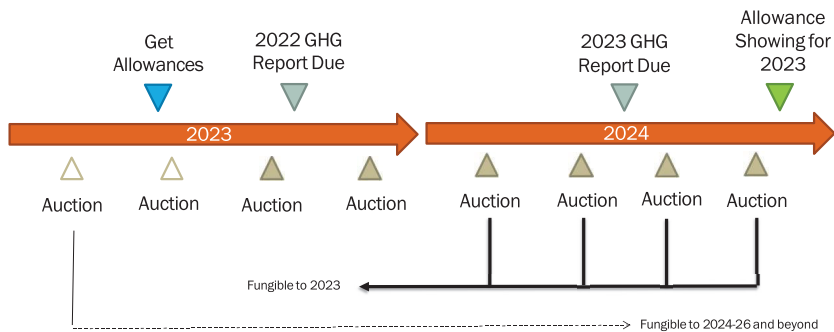 Get
Allowances
2022 GHG
Report Due
2023 GHG
Report Due
Allowance
Showing for
2023
2023
2024
Auction
Auction
Auction
Auction
Auction
Auction
Auction
Auction
Fungible to 2023
Fungible to 2024-26 and beyond